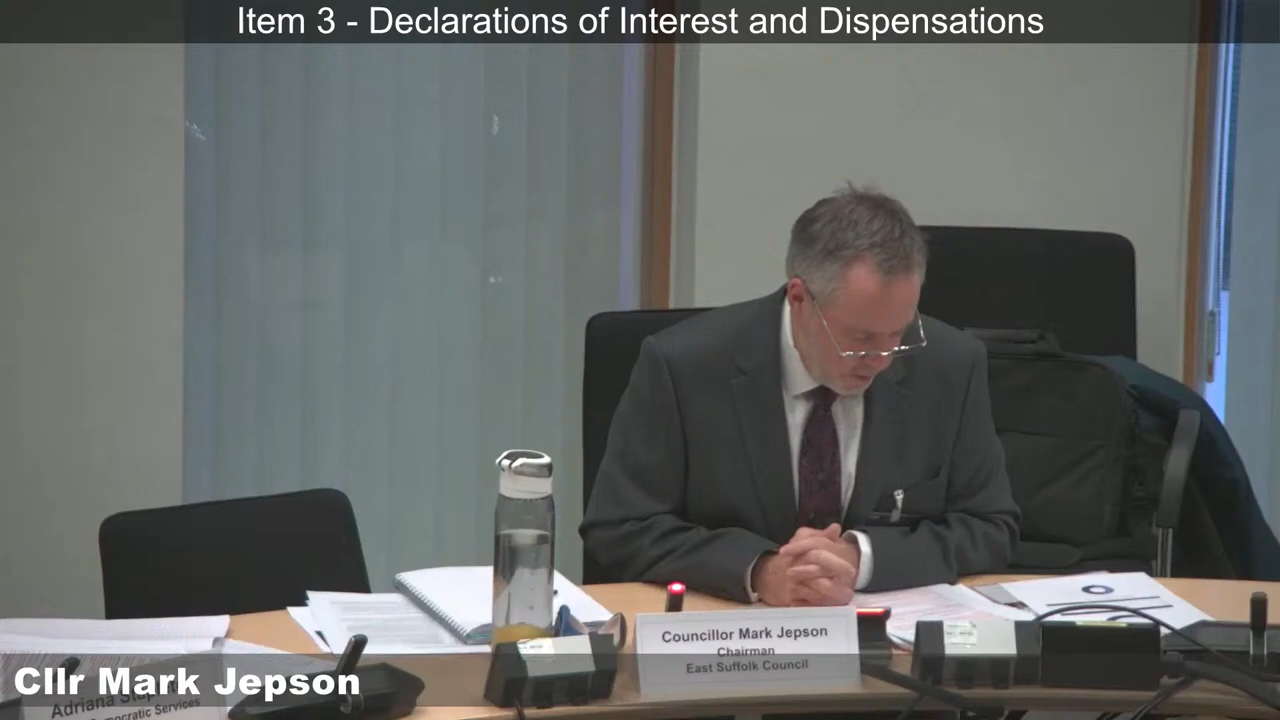 Item 3 - Declarations of Interest and Dispensations
Councillor Mark Jepson
Chairman
East Suffolk Council
Cllr Mark Jepson
Adriana
Democratic Services